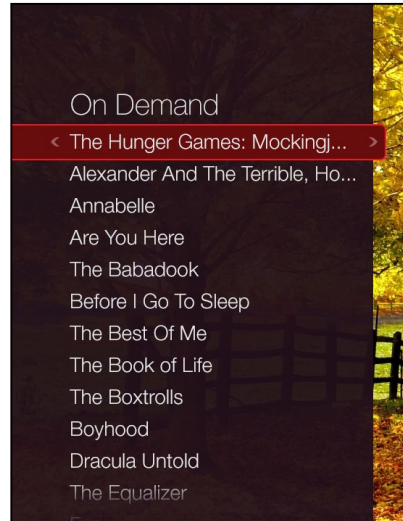 On Demand
< The Hunger Games: Mockingj... >
Alexander And The Terrible, Ho...
Annabelle
Are You Here
The Babadook
Before I Go To Sleep
The Best Of Me
The Book of Life
The Boxtrolls
Boyhood
Dracula Untold
The Equalizer